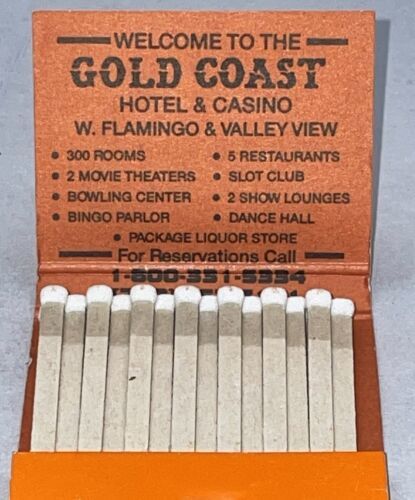 WELCOME TO THE
GOLD COAST
HOTEL & CASINO
W. FLAMINGO & VALLEY VIEW
• 300 ROOMS • 5 RESTAURANTS
• 2 MOVIE THEATERS • SLOT CLUB
• BOWLING CENTER • 2 SHOW LOUNGES
• BINGO PARLOR • DANCE HALL
• PACKAGE LIQUOR STORE
For Reservations Call
1-800-331-5334